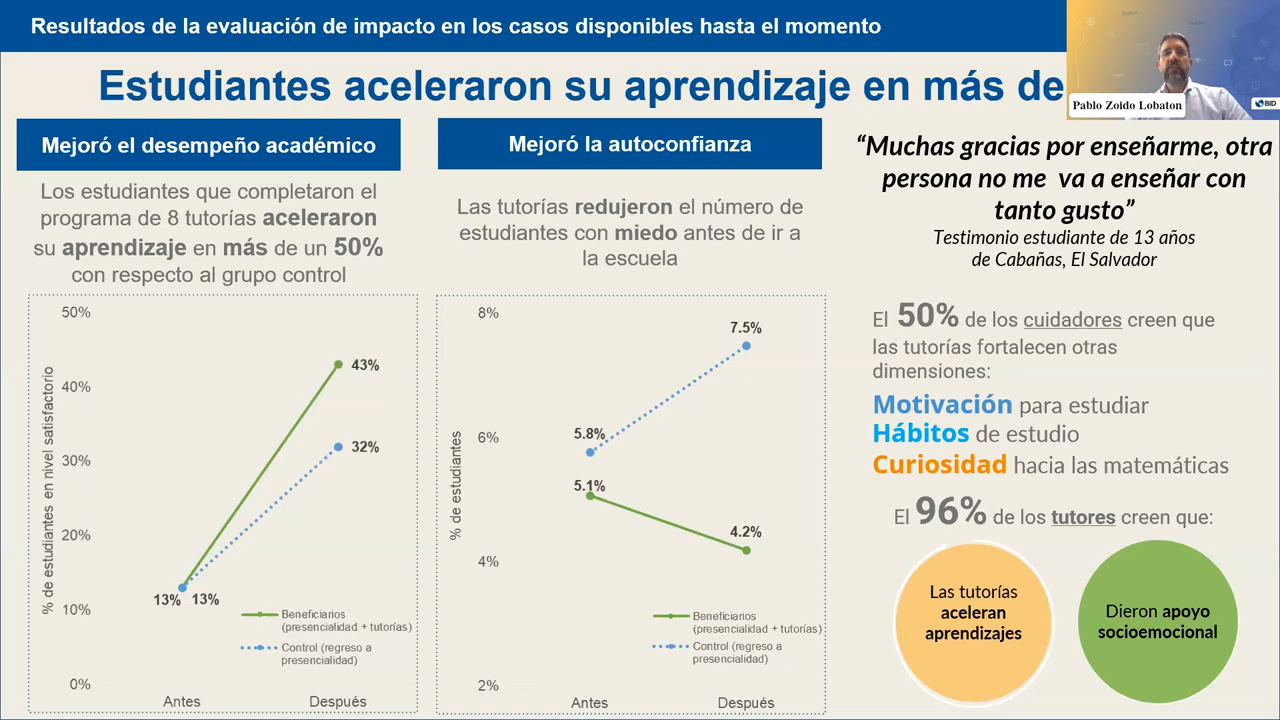 Resultados de la evaluación de impacto en los casos disponibles hasta el momento
Estudiantes aceleraron su aprendizaje en más de
Pablo Zoido Lobaton
BID
Mejoró el desempeño académico
Los estudiantes que completaron el
programa de 8 tutorías aceleraron
su aprendizaje en más de un 50%
con respecto al grupo control
50%
40%
30%
20%
10%
0%
% de estudiantes en nivel satisfactorio
43%
32%
13% 13%
Beneficiarios
(presencialidad + tutorías)
Control (regreso a
presencialidad)
Antes
Después
Mejoró la autoconfianza
Las tutorías redujeron el número de
estudiantes con miedo antes de ir a
la escuela
8%
6%
4%
2%
% de estudiantes
7.5%
5.8%
5.1%
4.2%
Beneficiarios
(presencialidad + tutorías)
Control (regreso a
presencialidad)
Antes
Después
“Muchas gracias por enseñarme, otra
persona no me va a enseñar con
tanto gusto”
Testimonio estudiante de 13 años
de Cabañas, El Salvador
El 50% de los cuidadores creen que
las tutorías fortalecen otras
dimensiones:
Motivación para estudiar
Hábitos de estudio
Curiosidad hacia las matemáticas
El 96% de los tutores creen que:
Las tutorías
aceleran
aprendizajes
Dieron apoyo
socioemocional